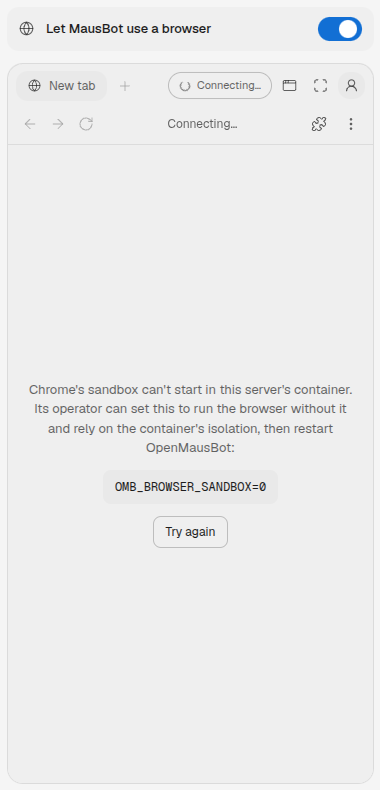 Let MausBot use a browser
New tab
Connecting…
Connecting…
Chrome's sandbox can't start in this server's container.
Its operator can set this to run the browser without it
and rely on the container's isolation, then restart
OpenMausBot:
OMB_BROWSER_SANDBOX=0
Try again